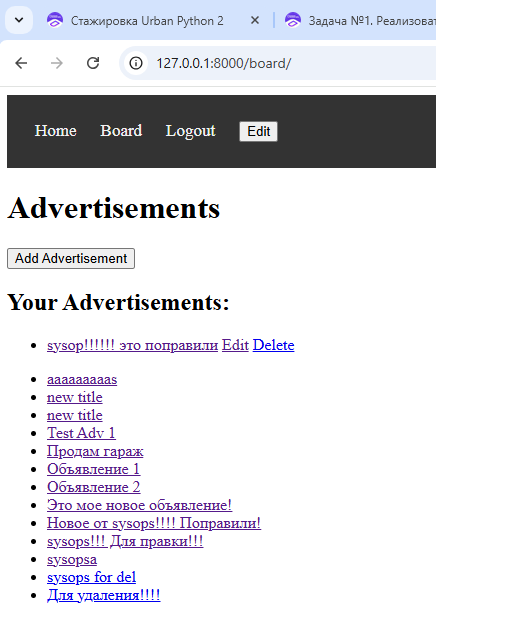 Стажировка Urban Python 2
Задача №1. Реализоват
127.0.0.1:8000/board/
Home Board Logout Edit
Advertisements
Add Advertisement
Your Advertisements:
sysop!!!!!! это поправили Edit Delete
aaaaaaaaas
new title
new title
Test Adv 1
Продам гараж
Объявление 1
Объявление 2
Это мое новое объявление!
Новое от sysops!!!! Поправили!
sysops!!! Для правки!!!
sysopsa
sysops for del
Для удаления!!!!